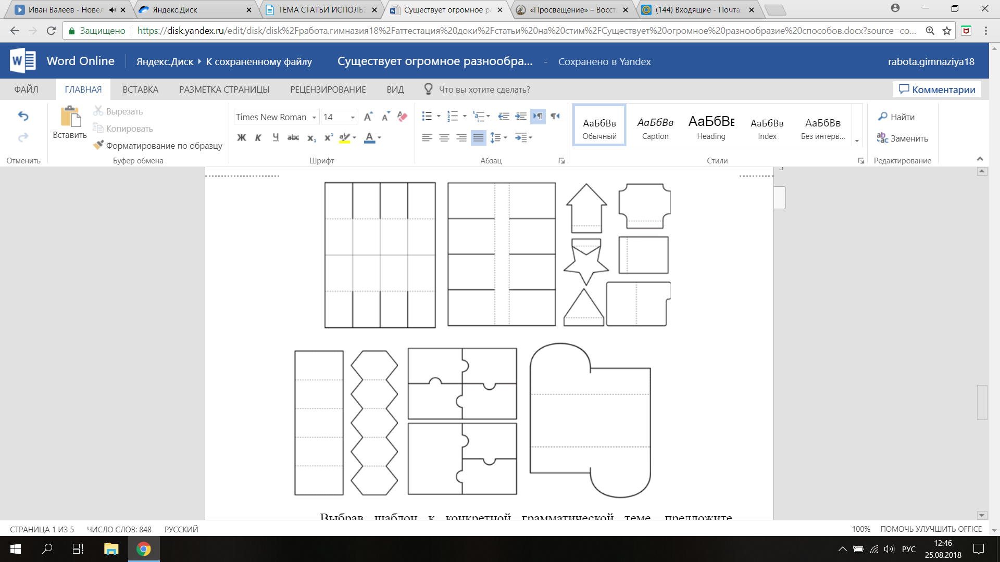 Иван Валеев - Новел
Яндекс.Диск
ТЕМА СТАТЬИ ИСПОЛЬЗ
Существует огромное ра
«Просвещение» – Восст
(144) Входящие - Почта
Защищено
https://disk.yandex.ru/edit/disk/disk%2Fработа.гимназия18%2Fаттестация%20доки%2Fстатьи%20на%20стим%2FСуществует%20огромное%20разнообразие%20способов.docx?source=co...
Word Online
Яндекс.Диск
К сохраненному файлу
Существует огромное разнообра...
- Сохранено в Yandex
rabota.gimnaziya18
ФАЙЛ
ГЛАВНАЯ
ВСТАВКА
РАЗМЕТКА СТРАНИЦЫ
РЕЦЕНЗИРОВАНИЕ
ВИД
Что вы хотите сделать?
Комментарии
Отменить
Вставить
Вырезать
Копировать
Форматирование по образцу
Буфер обмена
Times New Roman
14
Ж К Ч abc x₂ x²
Шрифт
Абзац
АаБбВв
Обычный
АаБбВв
Caption
АаБбВв
Heading
АаБбВв
Index
АаБбВв
Без интерв...
Стили
Найти
Заменить
Редактирование
Выбрав шаблон к конкретной грамматической теме, предложите
СТРАНИЦА 1 ИЗ 5
ЧИСЛО СЛОВ: 848
РУССКИЙ
100%
ПОМОЧЬ УЛУЧШИТЬ OFFICE
РУС
12:46
25.08.2018